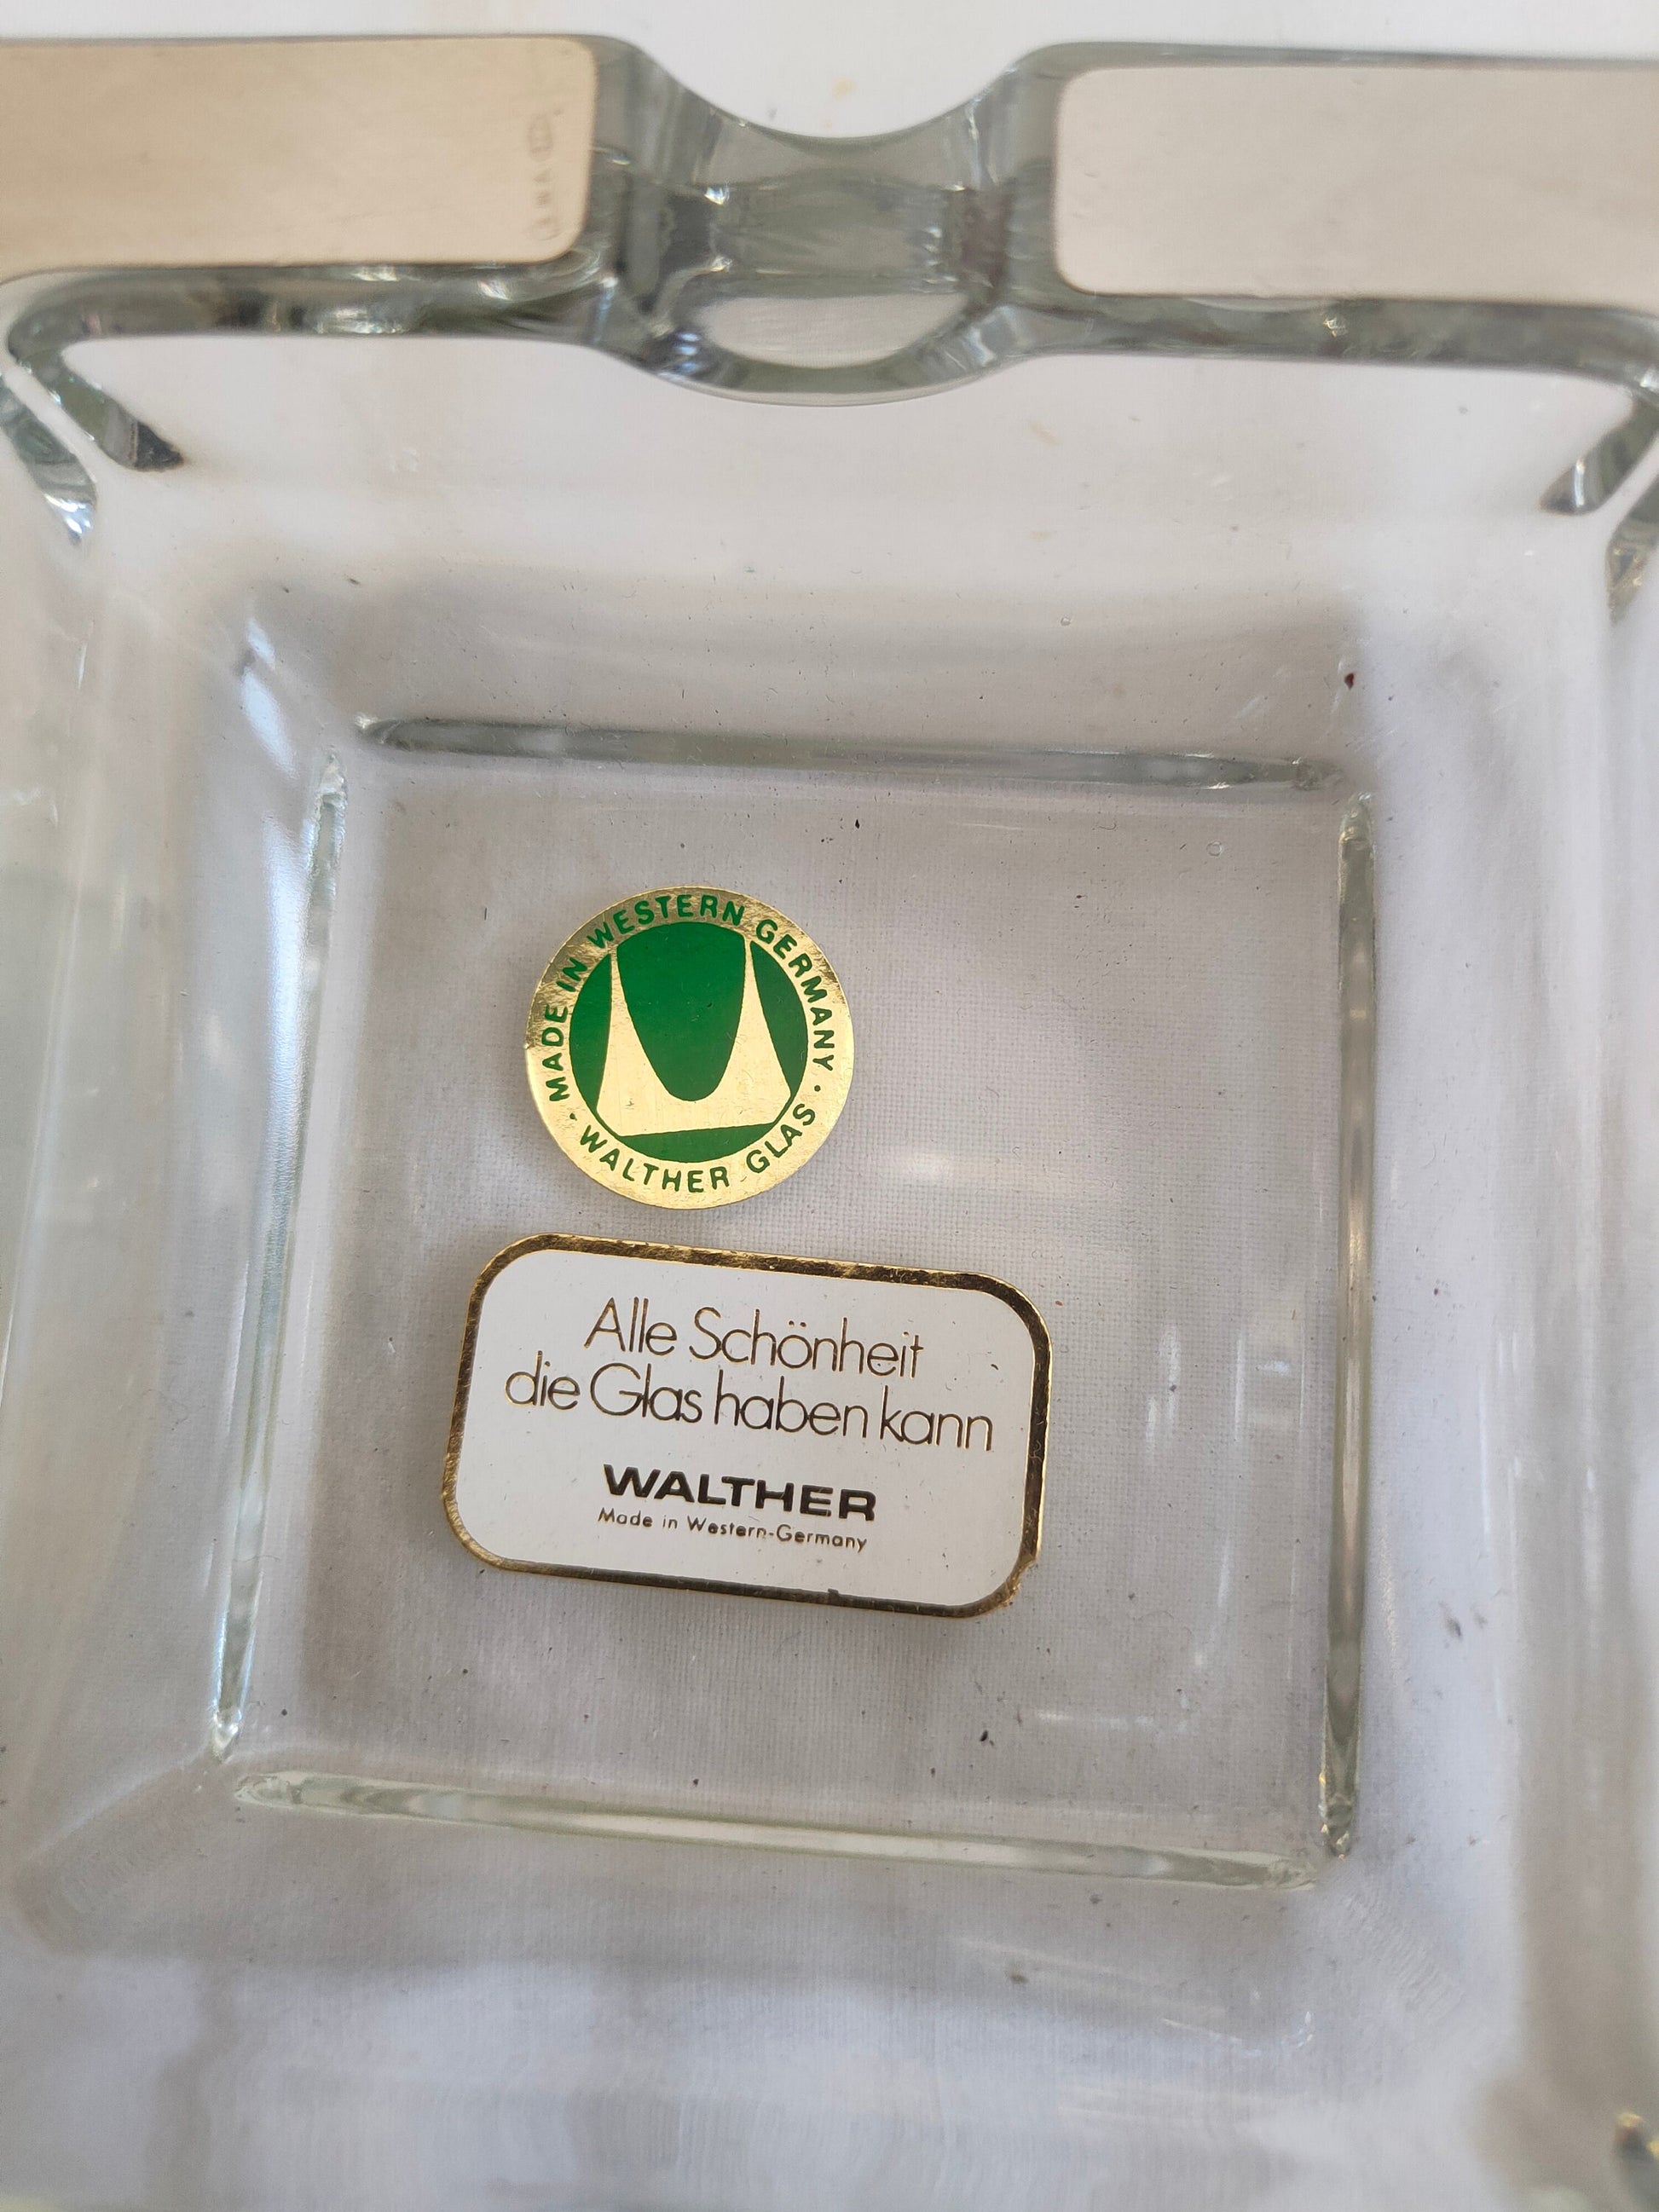 MADE IN WESTERN GERMANY
· WALTHER GLAS ·
Alle Schönheit
die Glas haben kann
WALTHER
Made in Western-Germany